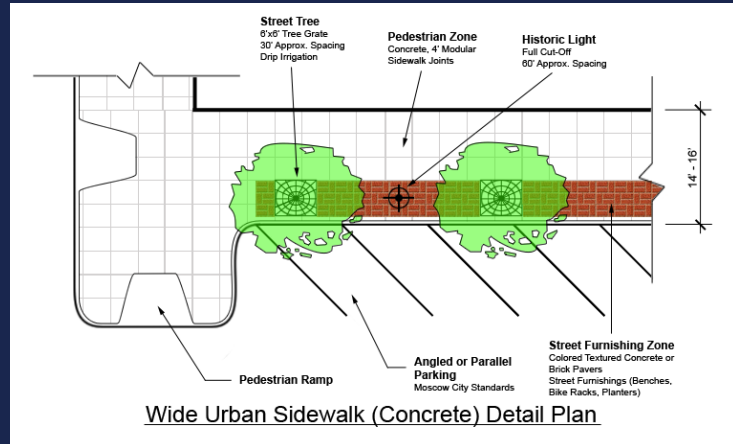 Street Tree
6'x6' Tree Grate
30' Approx. Spacing
Drip Irrigation
Pedestrian Zone
Concrete, 4' Modular
Sidewalk Joints
Historic Light
Full Cut-Off
60' Approx. Spacing
14' - 16'
Pedestrian Ramp
Angled or Parallel
Parking
Moscow City Standards
Street Furnishing Zone
Colored Textured Concrete or
Brick Pavers
Street Furnishings (Benches,
Bike Racks, Planters)
Wide Urban Sidewalk (Concrete) Detail Plan